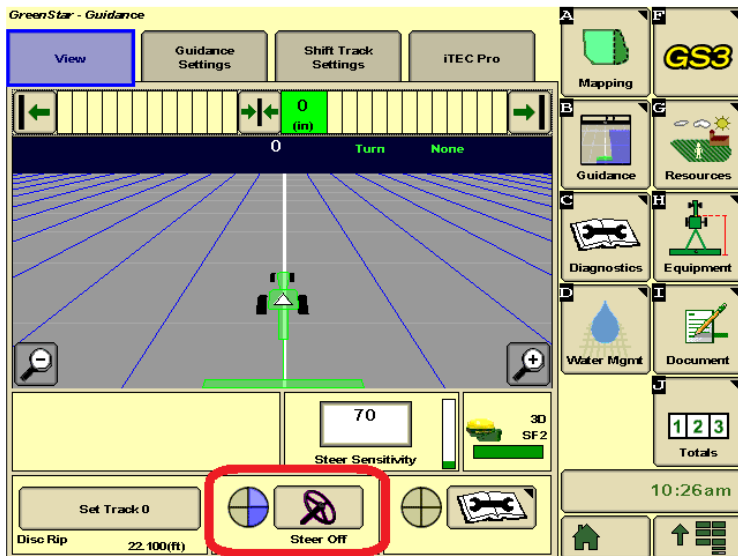 GreenStar - Guidance
View
Guidance
Settings
Shift Track
Settings
iTEC Pro
0
(in)
0
Turn
None
70
Steer Sensitivity
3D
SF2
Set Track 0
Disc Rip
22.100(ft)
Steer Off
A
Mapping
F
GS3
B
Guidance
G
Resources
C
Diagnostics
H
Equipment
D
Water Mgmt
I
Document
J
1 2 3
Totals
10:26am